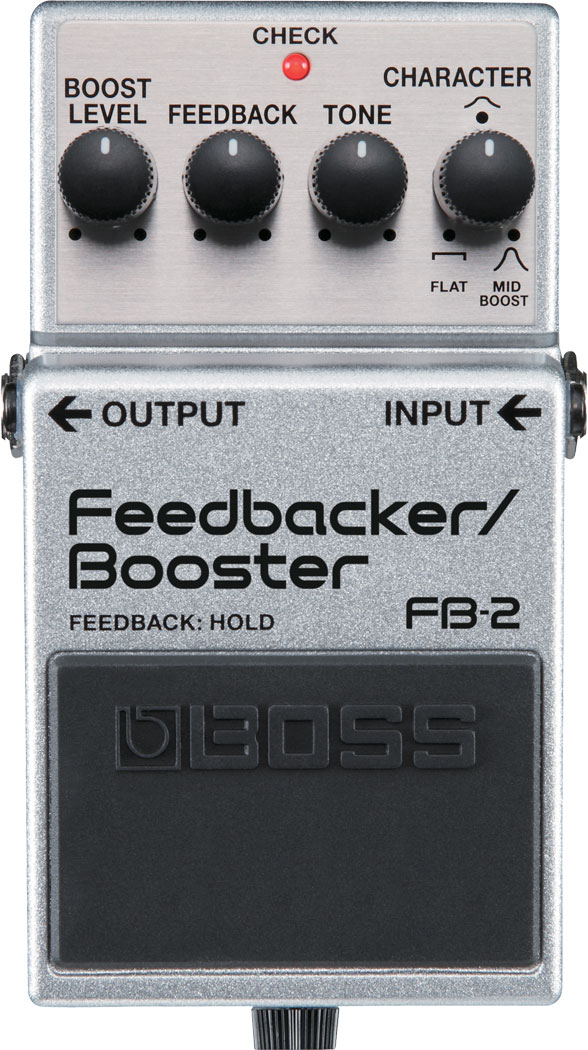 CHECK
BOOST
LEVEL
FEEDBACK
TONE
CHARACTER
FLAT
MID
BOOST
OUTPUT
INPUT
Feedbacker/
Booster
FEEDBACK: HOLD
FB-2
BOSS